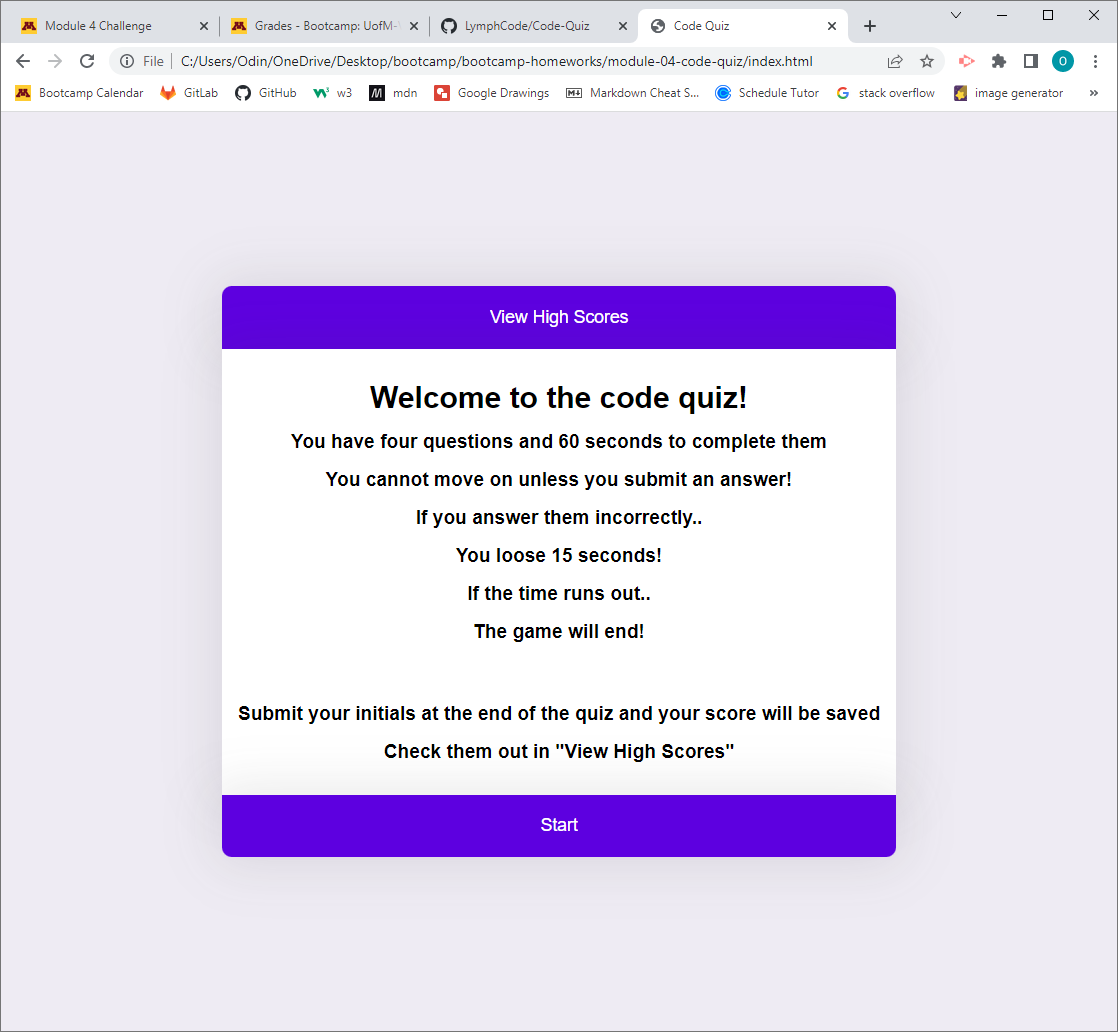 Module 4 Challenge
Grades - Bootcamp: UofM-
LymphCode/Code-Quiz
Code Quiz
File
C:/Users/Odin/OneDrive/Desktop/bootcamp/bootcamp-homeworks/module-04-code-quiz/index.html
O
Bootcamp Calendar
GitLab
GitHub
w3
mdn
Google Drawings
Markdown Cheat S...
Schedule Tutor
stack overflow
image generator
»
View High Scores
Welcome to the code quiz!
You have four questions and 60 seconds to complete them
You cannot move on unless you submit an answer!
If you answer them incorrectly..
You loose 15 seconds!
If the time runs out..
The game will end!
Submit your initials at the end of the quiz and your score will be saved
Check them out in "View High Scores"
Start